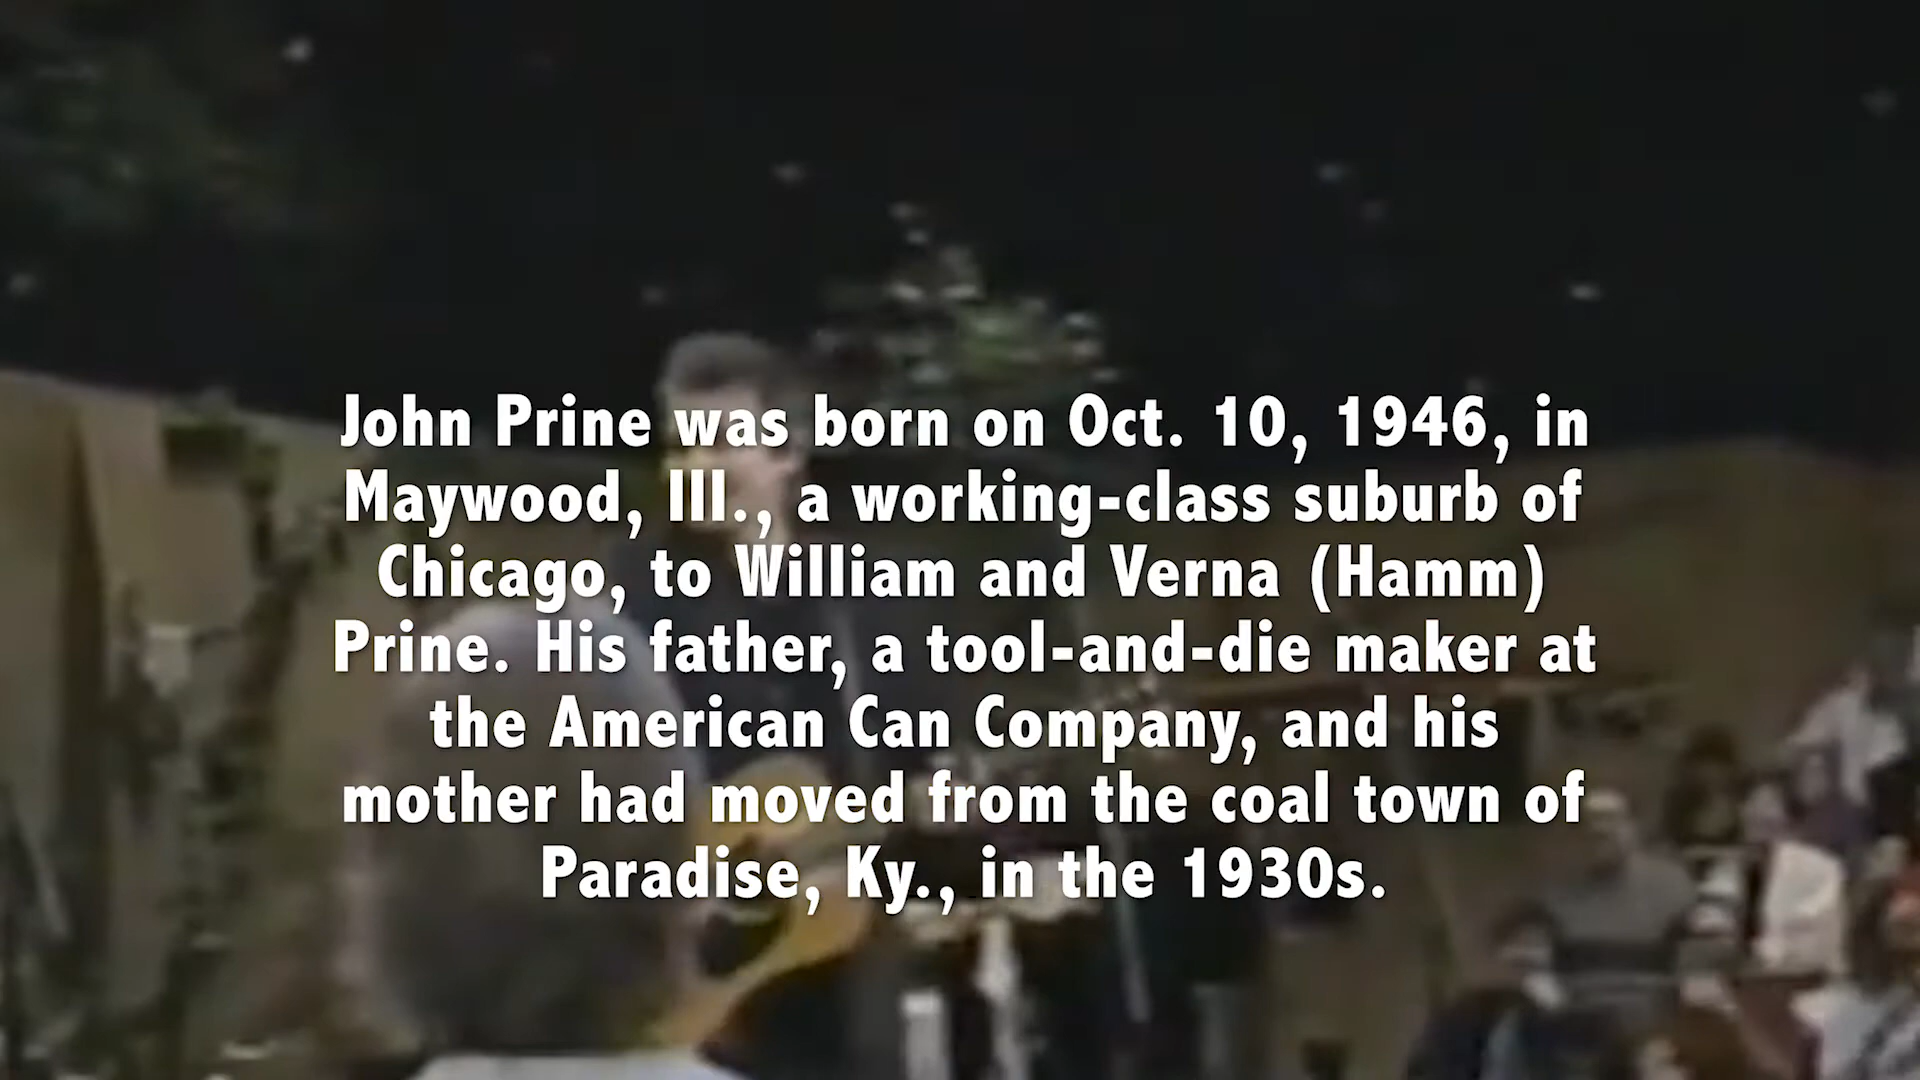 John Prine was born on Oct. 10, 1946, in
Maywood, Ill., a working-class suburb of
Chicago, to William and Verna (Hamm)
Prine. His father, a tool-and-die maker at
the American Can Company, and his
mother had moved from the coal town of
Paradise, Ky., in the 1930s.